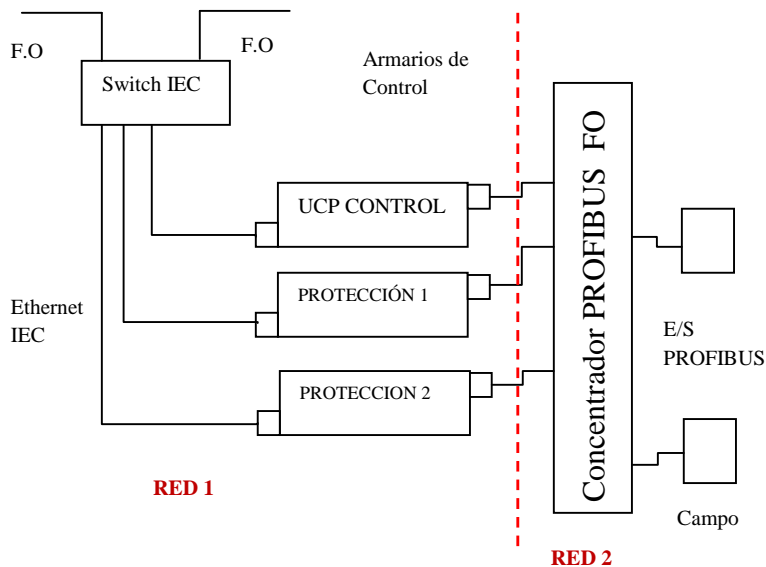 F.O
F.O
Switch IEC
Armarios de
Control
UCP CONTROL
PROTECCIÓN 1
PROTECCION 2
Ethernet
IEC
Concentrador PROFIBUS FO
E/S
PROFIBUS
Campo
RED 1
RED 2